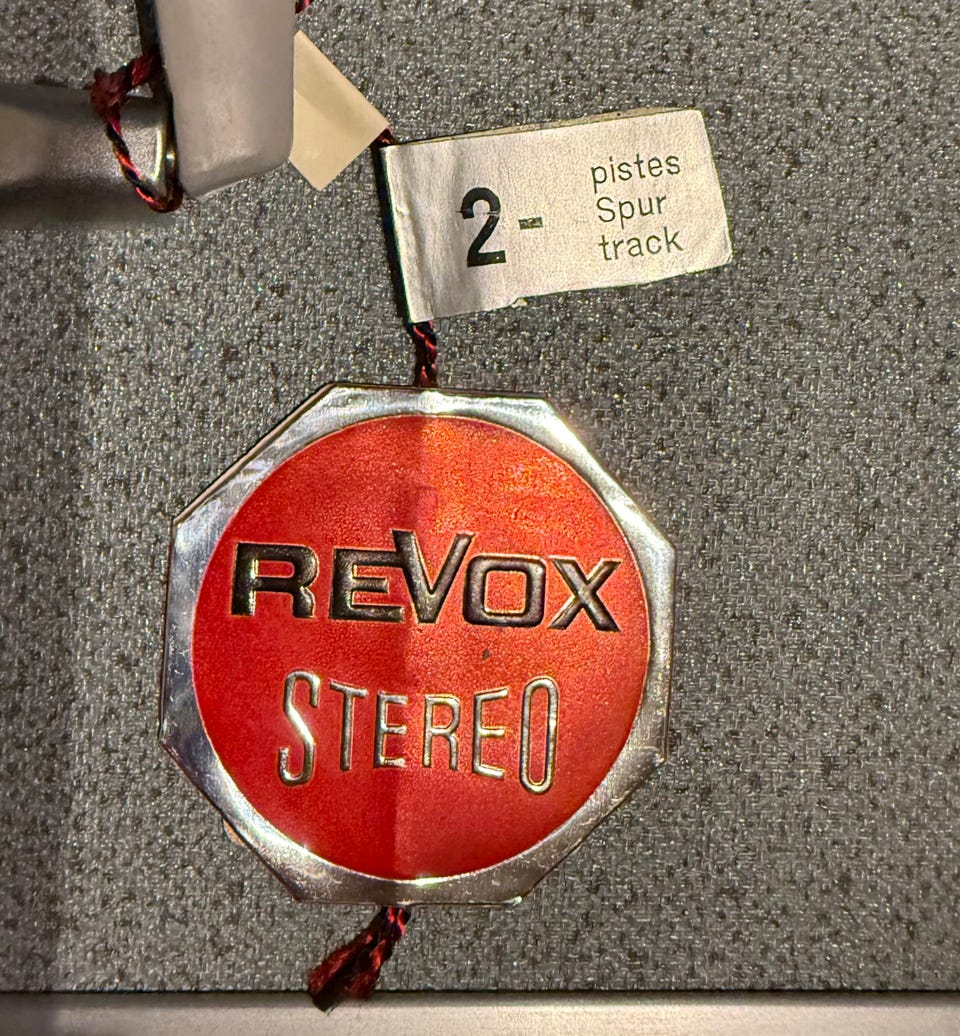 2- pistes
Spur
track
REVOX
STEREO